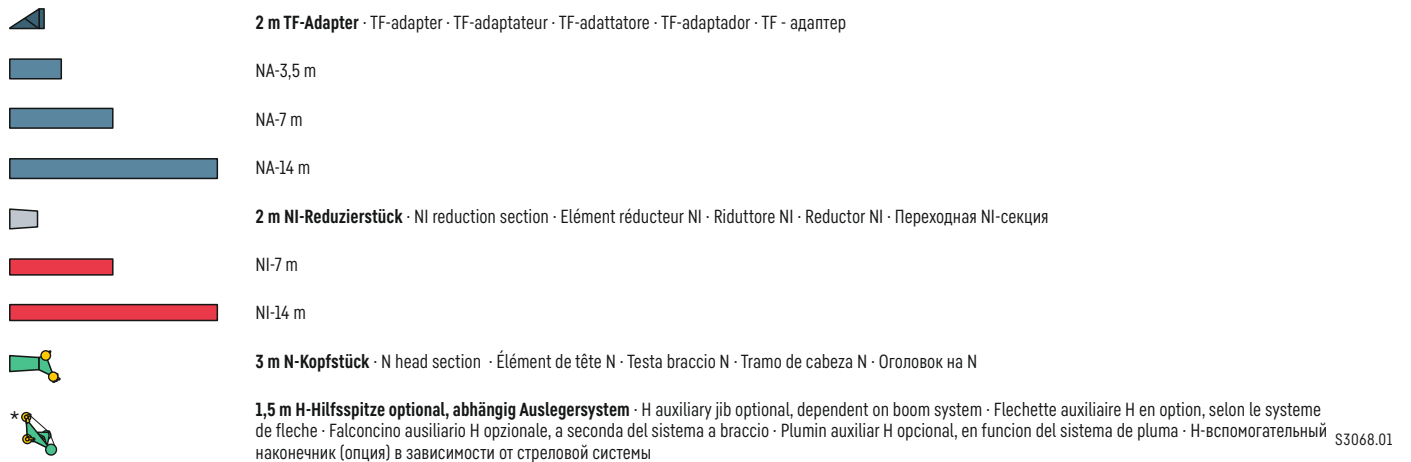 2 m TF-Adapter · TF-adapter · TF-adaptateur · TF-adattatore · TF-adaptador · TF - адаптер
NA-3,5 m
NA-7 m
NA-14 m
2 m NI-Reduzierstück · NI reduction section · Elément réducteur NI · Riduttore NI · Reductor NI · Переходная NI-секция
NI-7 m
NI-14 m
3 m N-Kopfstück · N head section · Élément de tête N · Testa braccio N · Tramo de cabeza N · Оголовок на N
* 1,5 m H-Hilfsspitze optional, abhängig Auslegersystem · H auxiliary jib optional, dependent on boom system · Flechette auxiliaire H en option, selon le systeme
de fleche · Falconcino ausiliario H opzionale, a seconda del sistema a braccio · Plumin auxiliar H opcional, en funcion del sistema de pluma · Н-вспомогательный
наконечник (опция) в зависимости от стреловой системы
S3068.01